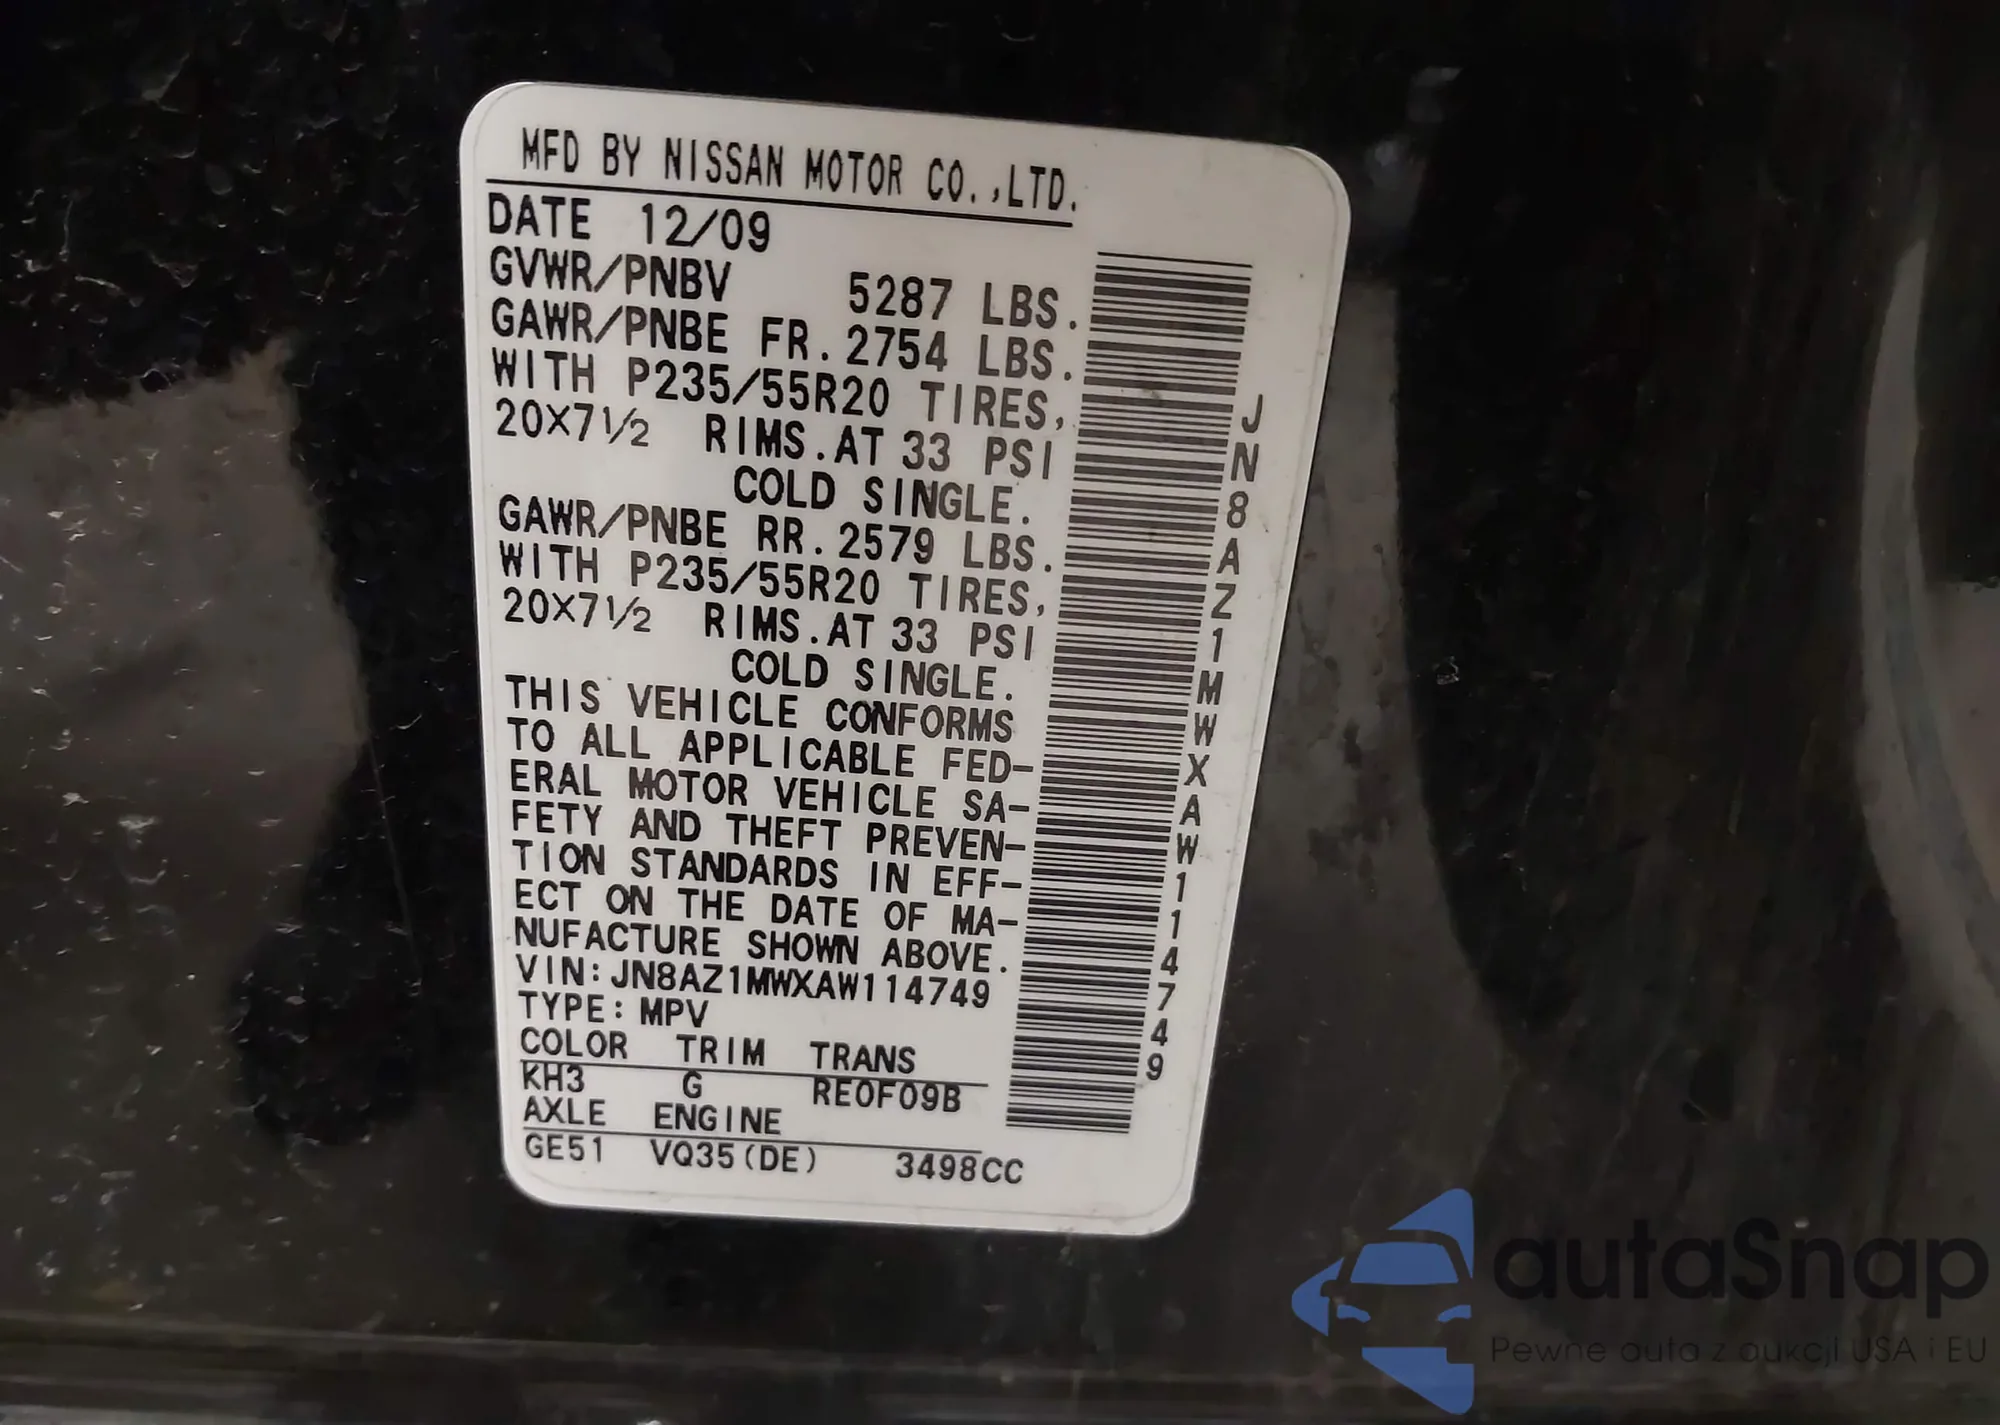 MFD BY NISSAN MOTOR CO.,LTD.
DATE 12/09
GVWR/PNBV 5287 LBS.
GAWR/PNBE FR. 2754 LBS.
WITH P235/55R20 TIRES,
20X7½ RIMS. AT 33 PSI
COLD SINGLE.
GAWR/PNBE RR. 2579 LBS.
WITH P235/55R20 TIRES,
20X7½ RIMS. AT 33 PSI
COLD SINGLE.
THIS VEHICLE CONFORMS
TO ALL APPLICABLE FED-
ERAL MOTOR VEHICLE SA-
FETY AND THEFT PREVEN-
TION STANDARDS IN EFF-
ECT ON THE DATE OF MA-
NUFACTURE SHOWN ABOVE.
VIN: JN8AZ1MWXAW114749
TYPE: MPV
COLOR TRIM TRANS
KH3 G RE0F09B
AXLE ENGINE
GE51 VQ35(DE) 3498CC
JN8AZ1MWXAW114749
autaSnap
Pewne auta z aukcji USA i EU